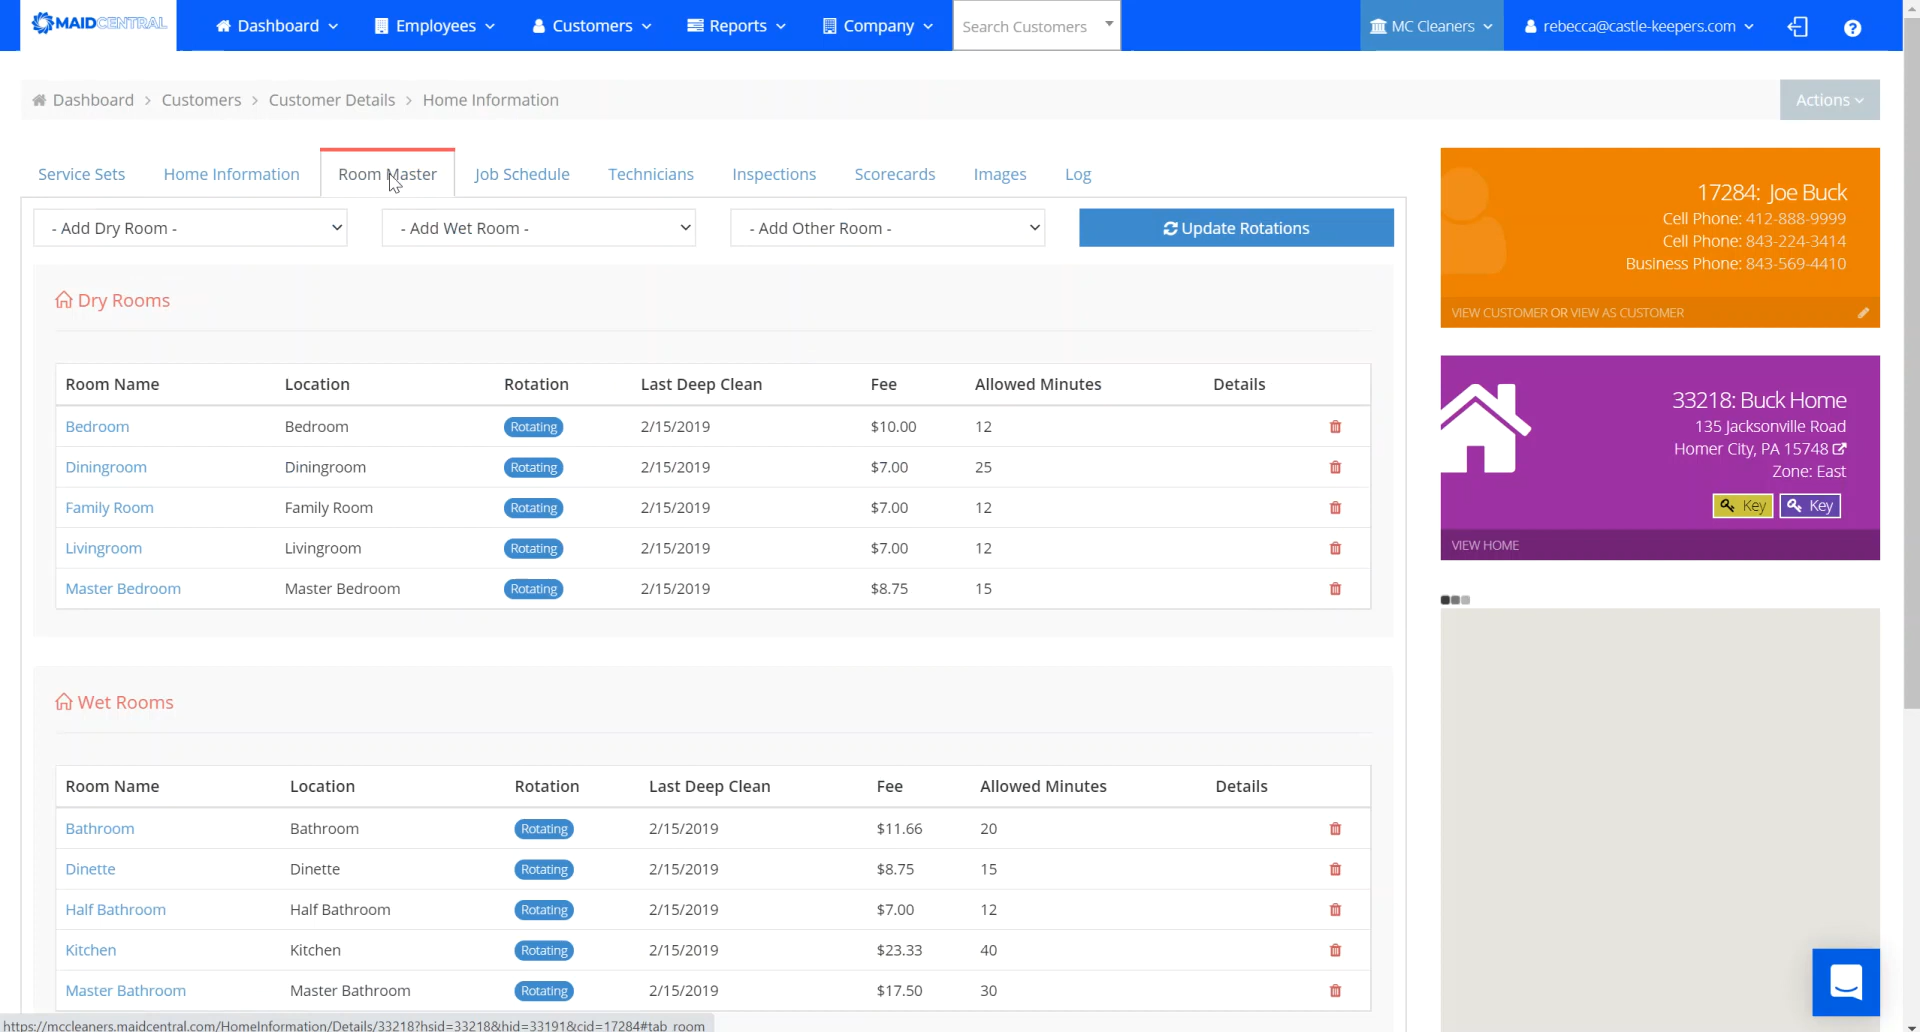 MAIDCENTRAL
Dashboard
Employees
Customers
Reports
Company
Search Customers
MC Cleaners
rebecca@castle-keepers.com
Dashboard > Customers > Customer Details > Home Information
Actions
Service Sets
Home Information
Room Master
Job Schedule
Technicians
Inspections
Scorecards
Images
Log
- Add Dry Room -
- Add Wet Room -
- Add Other Room -
Update Rotations
Dry Rooms
Room Name Location Rotation Last Deep Clean Fee Allowed Minutes Details
Bedroom Bedroom Rotating 2/15/2019 $10.00 12
Diningroom Diningroom Rotating 2/15/2019 $7.00 25
Family Room Family Room Rotating 2/15/2019 $7.00 12
Livingroom Livingroom Rotating 2/15/2019 $7.00 12
Master Bedroom Master Bedroom Rotating 2/15/2019 $8.75 15
Wet Rooms
Room Name Location Rotation Last Deep Clean Fee Allowed Minutes Details
Bathroom Bathroom Rotating 2/15/2019 $11.66 20
Dinette Dinette Rotating 2/15/2019 $8.75 15
Half Bathroom Half Bathroom Rotating 2/15/2019 $7.00 12
Kitchen Kitchen Rotating 2/15/2019 $23.33 40
Master Bathroom Master Bathroom Rotating 2/15/2019 $17.50 30
17284: Joe Buck
Cell Phone: 412-888-9999
Cell Phone: 843-224-3414
Business Phone: 843-569-4410
VIEW CUSTOMER OR VIEW AS CUSTOMER
33218: Buck Home
135 Jacksonville Road
Homer City, PA 15748
Zone: East
Key Key
VIEW HOME
https://mccleaners.maidcentral.com/HomeInformation/Details/33218?hsid=33218&hid=33191&cid=17284#tab_room